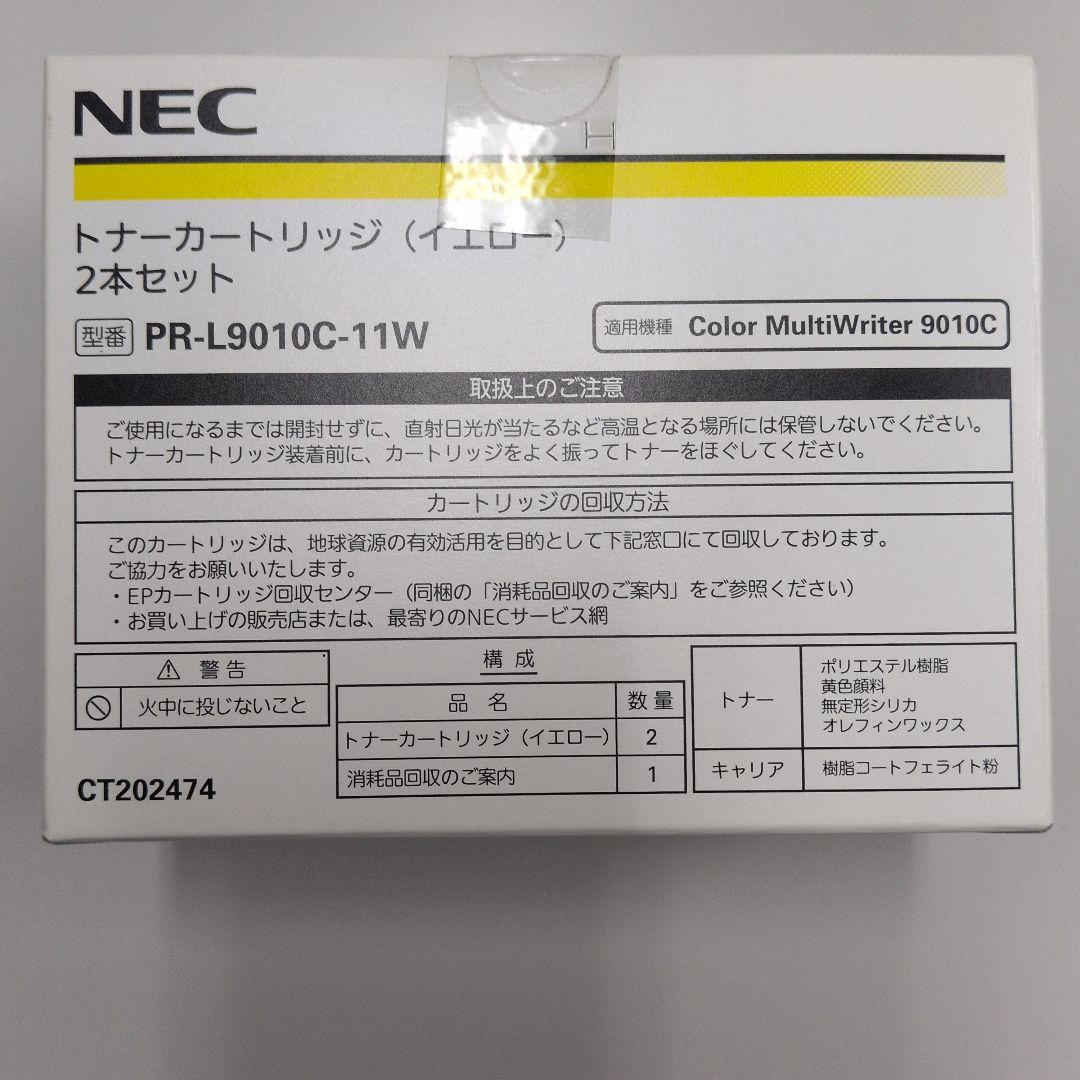 NEC
トナーカートリッジ（イエロー）
2本セット
型番 PR-L9010C-11W
適用機種 Color MultiWriter 9010C
取扱上のご注意
ご使用になるまでは開封せずに、直射日光が当たるなど高温となる場所には保管しないでください。
トナーカートリッジ装着前に、カートリッジをよく振ってトナーをほぐしてください。
カートリッジの回収方法
このカートリッジは、地球資源の有効活用を目的として下記窓口にて回収しております。
ご協力をお願いいたします。
・EPカートリッジ回収センター（同梱の「消耗品回収のご案内」をご参照ください）
・お買い上げの販売店または、最寄りのNECサービス網
警告
火中に投じないこと
CT202474
構成
品名 数量
トナーカートリッジ（イエロー） 2
消耗品回収のご案内 1
トナー
ポリエステル樹脂
黄色顔料
無定形シリカ
オレフィンワックス
キャリア 樹脂コートフェライト粉